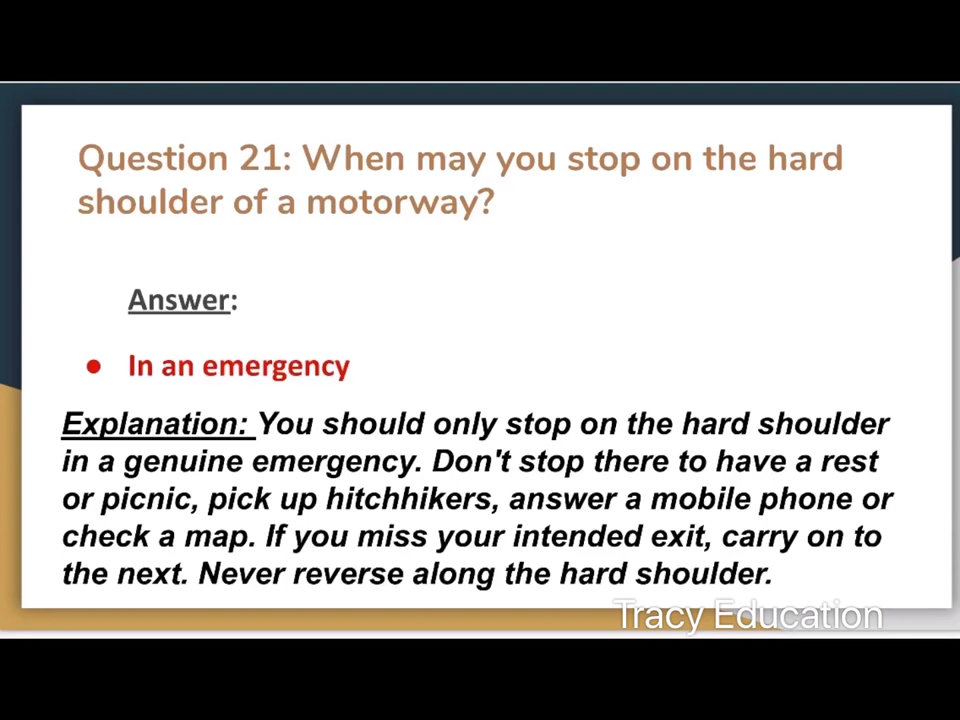 Question 21: When may you stop on the hard
shoulder of a motorway?
Answer:
● In an emergency
Explanation: You should only stop on the hard shoulder
in a genuine emergency. Don't stop there to have a rest
or picnic, pick up hitchhikers, answer a mobile phone or
check a map. If you miss your intended exit, carry on to
the next. Never reverse along the hard shoulder.
Tracy Education